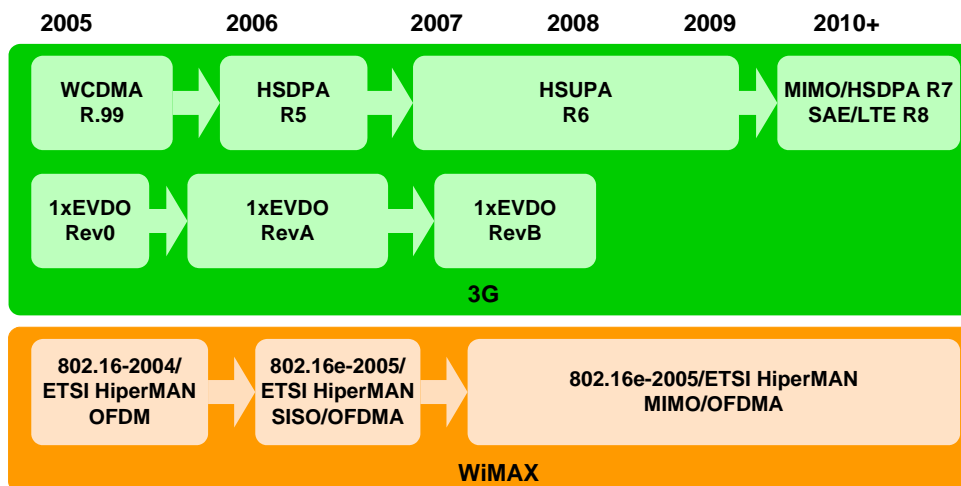 2005 2006 2007 2008 2009 2010+
WCDMA
R.99
HSDPA
R5
HSUPA
R6
MIMO/HSDPA R7
SAE/LTE R8
1xEVDO
Rev0
1xEVDO
RevA
1xEVDO
RevB
3G
802.16-2004/
ETSI HiperMAN
OFDM
802.16e-2005/
ETSI HiperMAN
SISO/OFDMA
802.16e-2005/ETSI HiperMAN
MIMO/OFDMA
WiMAX